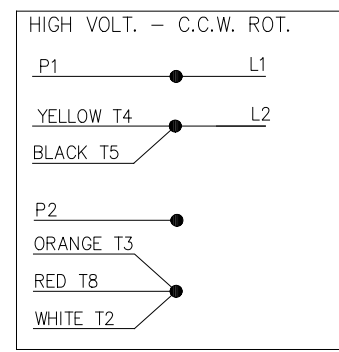 HIGH VOLT. – C.C.W. ROT.
P1 L1
YELLOW T4 L2
BLACK T5
P2
ORANGE T3
RED T8
WHITE T2